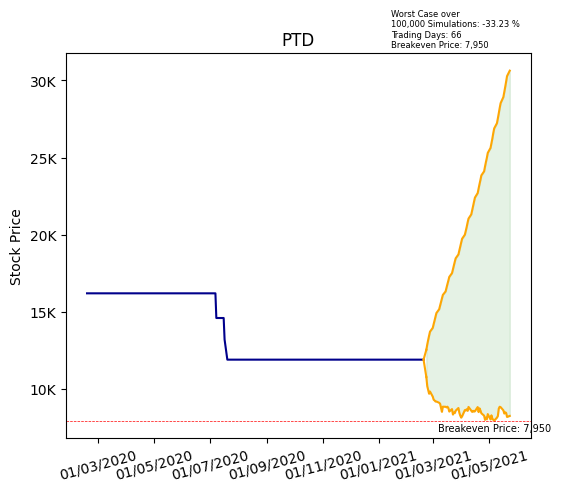 Worst Case over
100,000 Simulations: -33.23 %
Trading Days: 66
Breakeven Price: 7,950
PTD
Stock Price
30K
25K
20K
15K
10K
Breakeven Price: 7,950
01/03/2020
01/05/2020
01/07/2020
01/09/2020
01/11/2020
01/01/2021
01/03/2021
01/05/2021